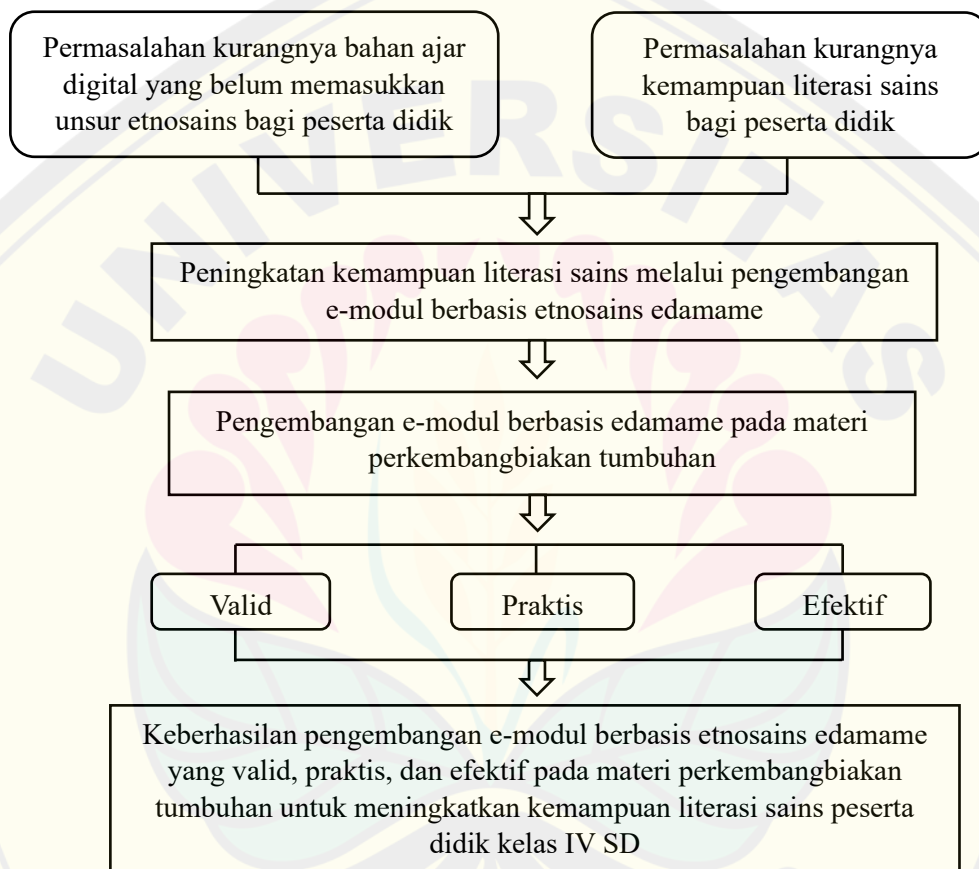 Permasalahan kurangnya bahan ajar
digital yang belum memasukkan
unsur etnosains bagi peserta didik
Permasalahan kurangnya
kemampuan literasi sains
bagi peserta didik
UNIVERSITAS
Peningkatan kemampuan literasi sains melalui pengembangan
e-modul berbasis etnosains edamame
Pengembangan e-modul berbasis edamame pada materi
perkembangbiakan tumbuhan
Valid
Praktis
Efektif
Keberhasilan pengembangan e-modul berbasis etnosains edamame
yang valid, praktis, dan efektif pada materi perkembangbiakan
tumbuhan untuk meningkatkan kemampuan literasi sains peserta
didik kelas IV SD